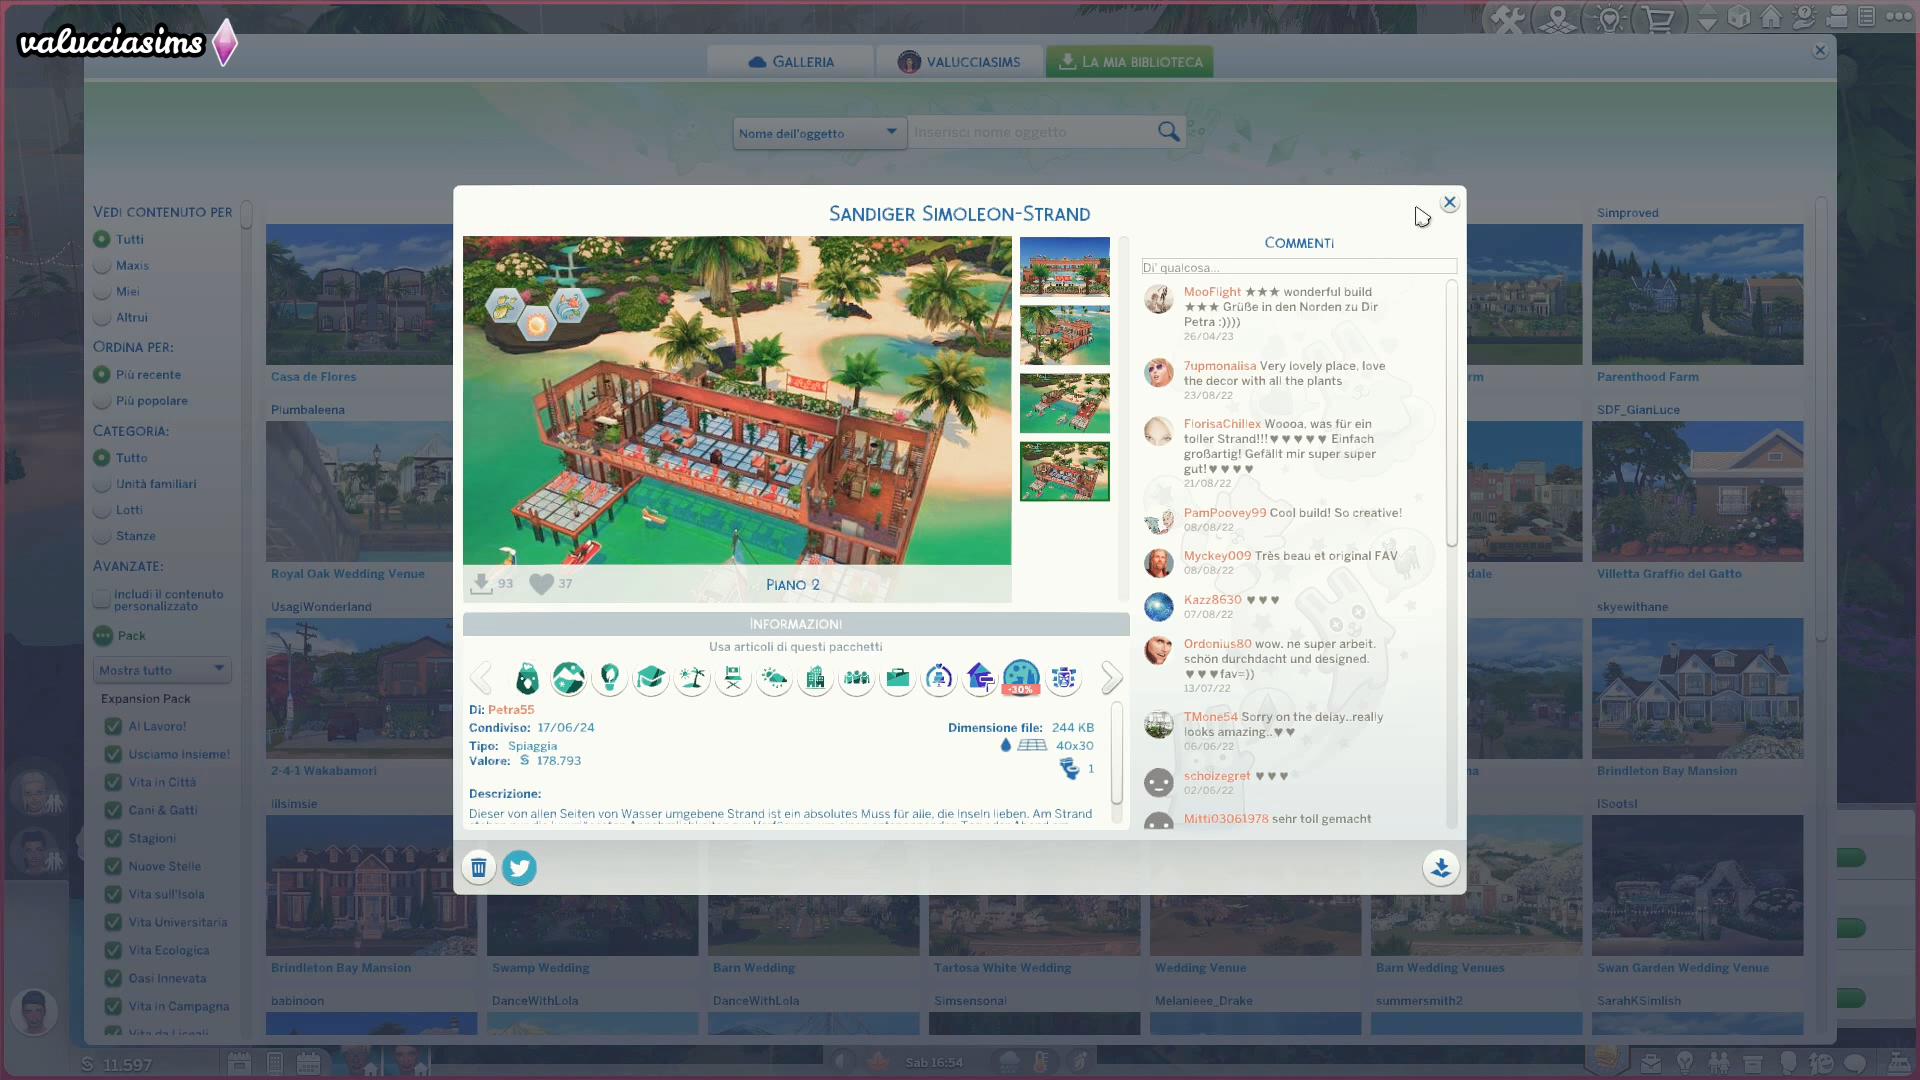 valucciasims
Galleria
valucciasims
La mia biblioteca
Nome dell'oggetto
Inserisci nome oggetto
Vedi contenuto per
Tutti
Maxis
Miei
Altrui
Ordina per:
Più recente
Più popolare
Categoria:
Tutto
Unità familiari
Lotti
Stanze
Avanzate:
Includi il contenuto
personalizzato
Pack
Mostra tutto
Expansion Pack
Al Lavoro!
Usciamo Insieme!
Vita in Città
Cani & Gatti
Stagioni
Nuove Stelle
Vita sull'Isola
Vita Universitaria
Vita Ecologica
Oasi Innevata
Vita in Campagna
Vita da Liceali
Casa de Flores
Plumbaleena
Royal Oak Wedding Venue
UsagiWonderland
2-4-1 Wakabamori
lilsimsie
Brindleton Bay Mansion
babinoon
Swamp Wedding
DanceWithLola
Barn Wedding
DanceWithLola
Tartosa White Wedding
Simsensonal
Wedding Venue
Melanieee_Drake
Barn Wedding Venues
summersmith2
Simproved
Parenthood Farm
SDF_GianLuce
Villetta Graffio del Gatto
skyewithane
Brindleton Bay Mansion
Swan Garden Wedding Venue
SarahKSimlish
Sandiger Simoleon-Strand
93
37
Piano 2
Informazioni
Usa articoli di questi pacchetti
-30%
Di: Petra55
Condiviso: 17/06/24
Tipo: Spiaggia
Valore: § 178.793
Dimensione file: 244 KB
40x30
1
Descrizione:
Dieser von allen Seiten von Wasser umgebene Strand ist ein absolutes Muss für alle, die Inseln lieben. Am Strand
Commenti
Di' qualcosa...
MooFlight ★★★ wonderful build
★★★ Grüße in den Norden zu Dir
Petra :))))
26/04/23
7upmonalisa Very lovely place, love
the decor with all the plants
23/08/22
FlorisaChillex Woooa, was für ein
toller Strand!!!♥♥♥♥♥ Einfach
großartig! Gefällt mir super super
gut!♥♥♥♥
21/08/22
PamPoovey99 Cool build! So creative!
08/08/22
Myckey009 Très beau et original FAV
08/08/22
Kazz8630 ♥♥♥
07/08/22
Ordonius80 wow. ne super arbeit.
schön durchdacht und designed.
♥♥♥fav=))
13/07/22
TMone54 Sorry on the delay..really
looks amazing..♥♥
06/06/22
scholzegret ♥♥♥
02/06/22
Mitti03061978 sehr toll gemacht
§ 11.597
Sab 16:54